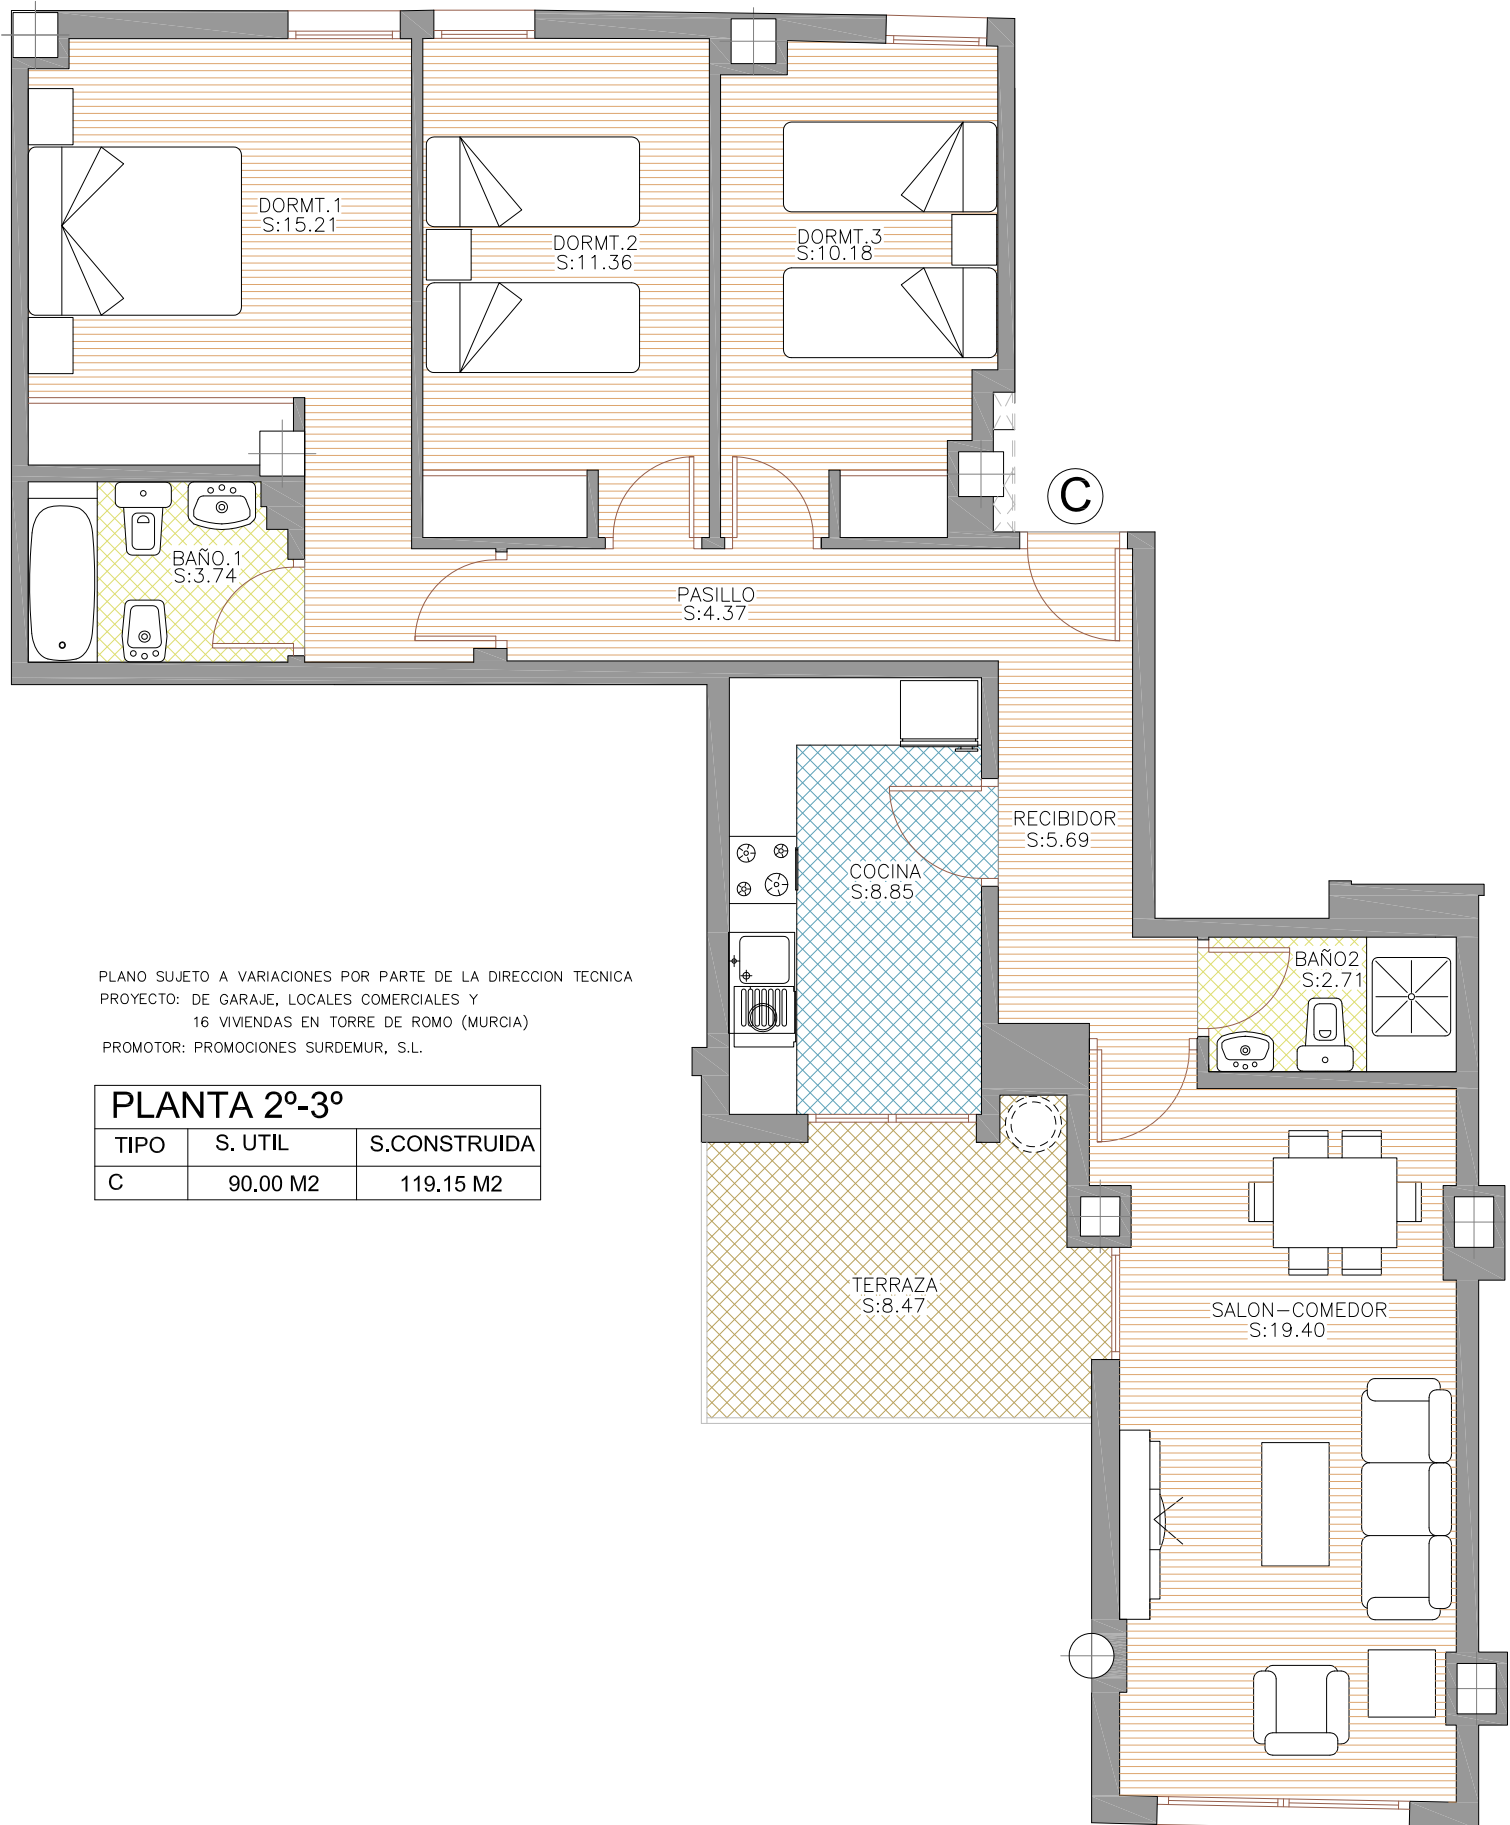 DORMT.1
S:15.21
DORMT.2
S:11.36
DORMT.3
S:10.18
C
BAÑO.1
S:3.74
PASILLO
S:4.37
RECIBIDOR
S:5.69
COCINA
S:8.85
BAÑO2
S:2.71
PLANO SUJETO A VARIACIONES POR PARTE DE LA DIRECCION TECNICA
PROYECTO: DE GARAJE, LOCALES COMERCIALES Y
16 VIVIENDAS EN TORRE DE ROMO (MURCIA)
PROMOTOR: PROMOCIONES SURDEMUR, S.L.
PLANTA 2º-3º
TIPO S. UTIL S.CONSTRUIDA
C 90.00 M2 119.15 M2
TERRAZA
S:8.47
SALON-COMEDOR
S:19.40